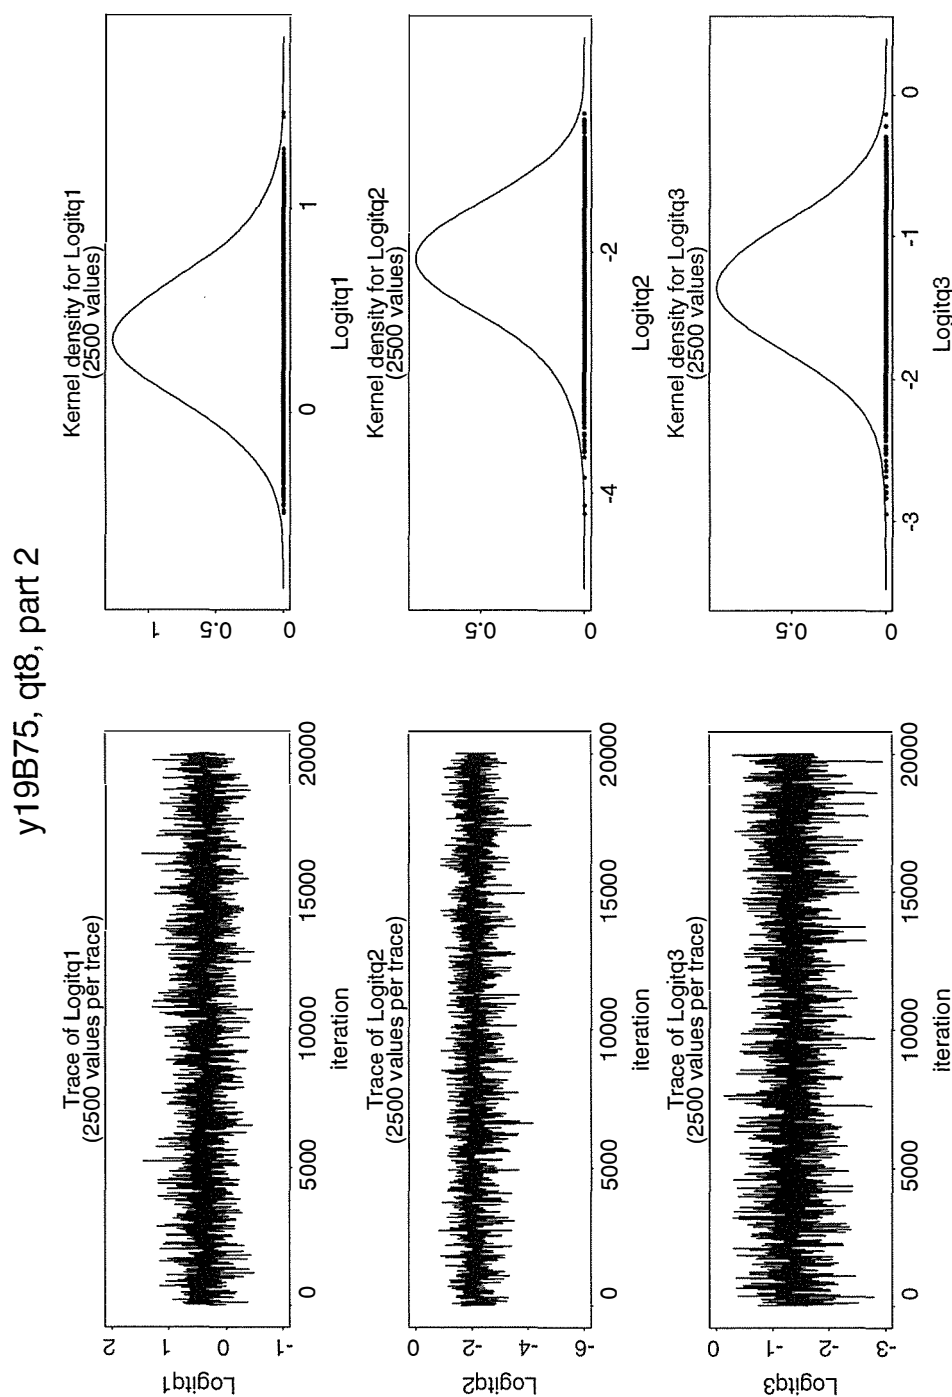 y19B75, qt8, part 2
Trace of Logitq1
(2500 values per trace)
Logitq1
2
1
0
-1
0
5000
10000
15000
20000
iteration
Kernel density for Logitq1
(2500 values)
1
0.5
0
0
1
Logitq1
Trace of Logitq2
(2500 values per trace)
Logitq2
0
-2
-4
-6
0
5000
10000
15000
20000
iteration
Kernel density for Logitq2
(2500 values)
0.5
0
-4
-2
Logitq2
Trace of Logitq3
(2500 values per trace)
Logitq3
0
-1
-2
-3
0
5000
10000
15000
20000
iteration
Kernel density for Logitq3
(2500 values)
0.5
0
-3
-2
-1
0
Logitq3